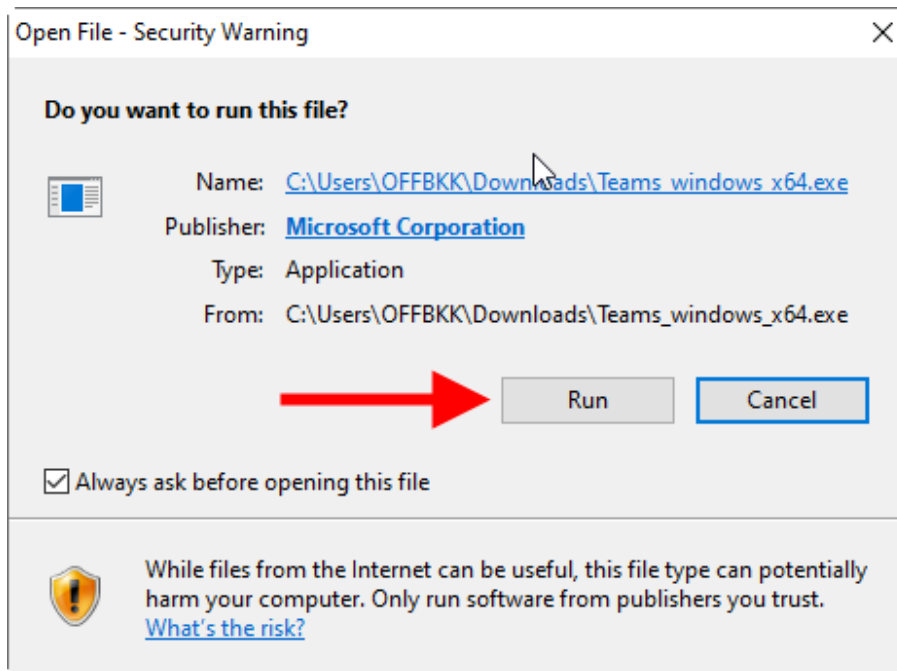 Open File - Security Warning
Do you want to run this file?
Name: C:\Users\OFFBKK\Downloads\Teams_windows_x64.exe
Publisher: Microsoft Corporation
Type: Application
From: C:\Users\OFFBKK\Downloads\Teams_windows_x64.exe
Run Cancel
Always ask before opening this file
While files from the Internet can be useful, this file type can potentially
harm your computer. Only run software from publishers you trust.
What's the risk?